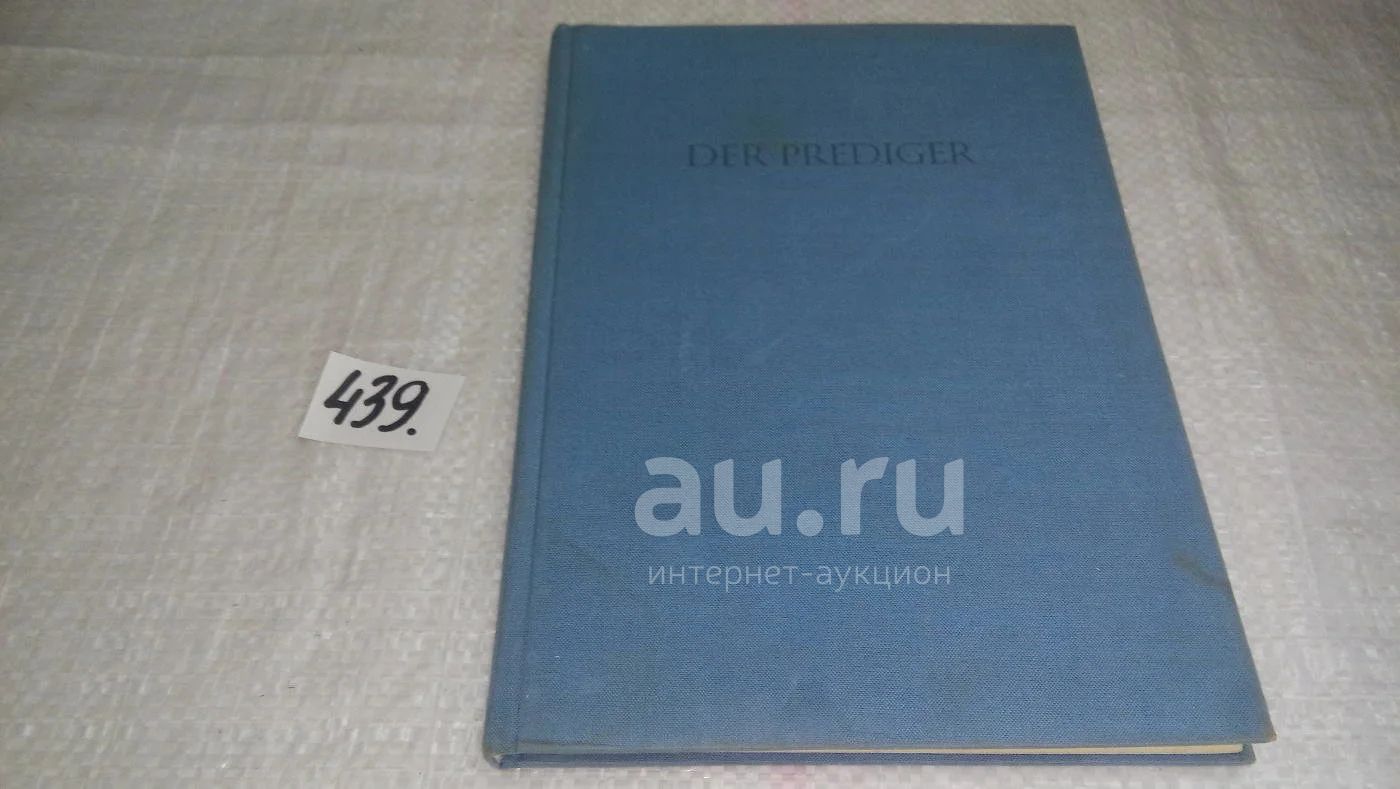 DER PREDIGER
439.
au.ru
интернет-аукцион